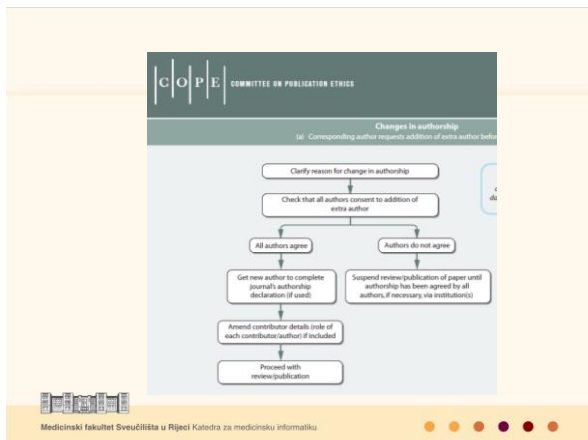 COPE COMMITTEE ON PUBLICATION ETHICS
Changes in authorship
(a) Corresponding author requests addition of extra author befor
Clarify reason for change in authorship
Check that all authors consent to addition of
extra author
All authors agree
Authors do not agree
Get new author to complete
journal's authorship
declaration (if used)
Suspend review/publication of paper until
authorship has been agreed by all
authors, if necessary, via institution(s)
Amend contributor details (role of
each contributor/author) if included
Proceed with
review/publication
Medicinski fakultet Sveučilišta u Rijeci Katedra za medicinsku informatiku